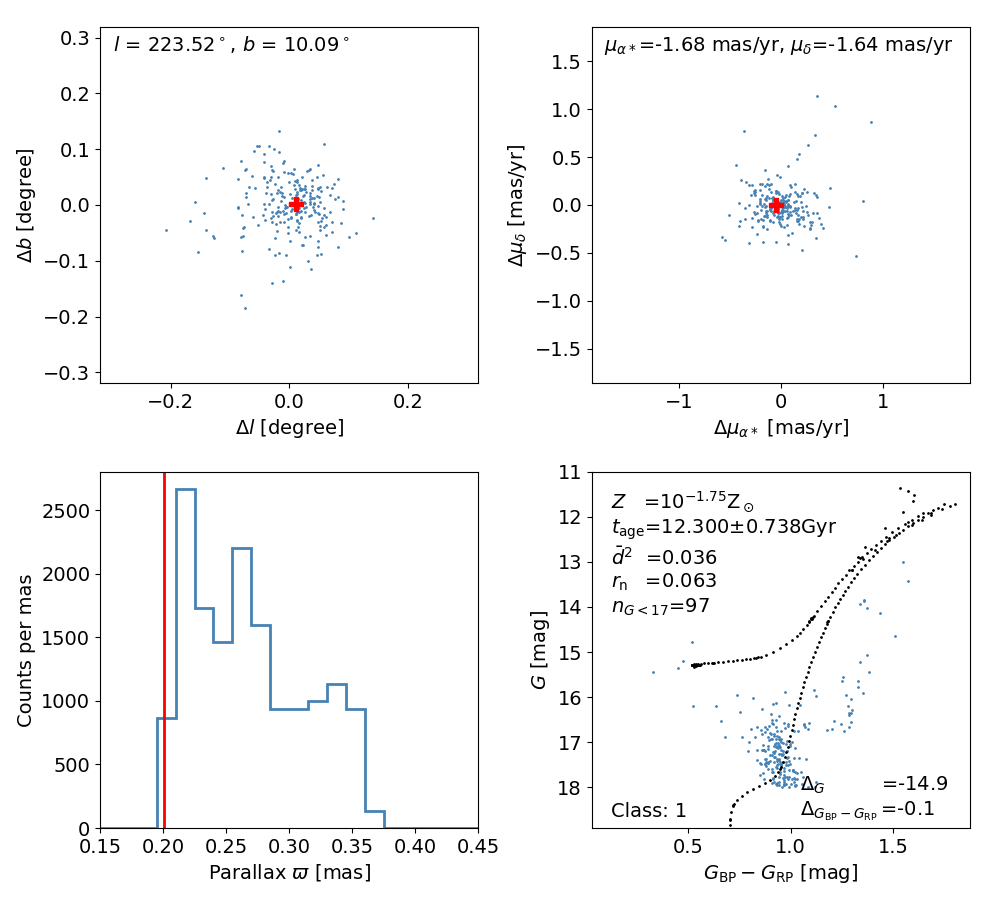 l = 223.52°, b = 10.09°
0.3
0.2
0.1
0.0
−0.1
−0.2
−0.3
Δb [degree]
−0.2
0.0
0.2
Δl [degree]
μα*=-1.68 mas/yr, μδ=-1.64 mas/yr
1.5
1.0
0.5
0.0
−0.5
−1.0
−1.5
Δμδ [mas/yr]
−1
0
1
Δμα* [mas/yr]
2500
2000
1500
1000
500
0
Counts per mas
0.15
0.20
0.25
0.30
0.35
0.40
0.45
Parallax ϖ [mas]
11
12
13
14
15
16
17
18
G [mag]
Z =10^−1.75 Z⊙
tage=12.300±0.738Gyr
d̄² =0.036
rn =0.063
nG<17=97
ΔG =-14.9
ΔGBP−GRP =-0.1
Class: 1
0.5
1.0
1.5
GBP − GRP [mag]